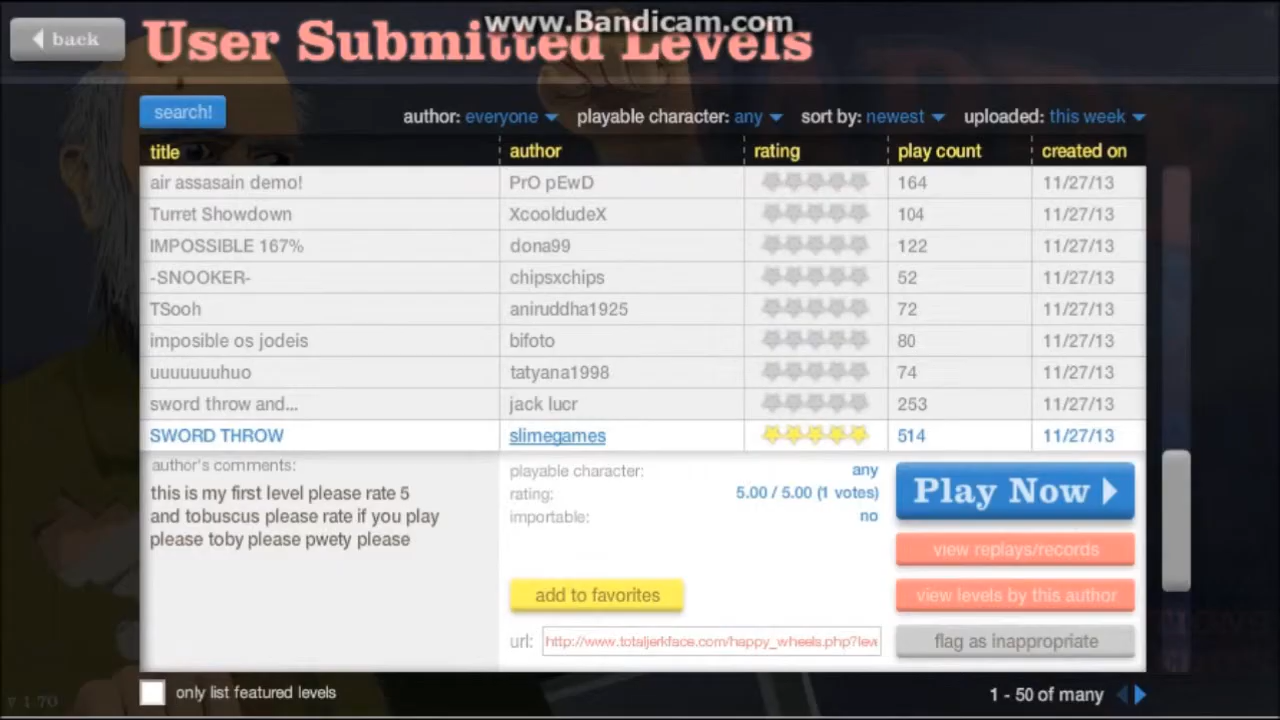 www.Bandicam.com
back
User Submitted Levels
search!
author: everyone playable character: any sort by: newest uploaded: this week
title author rating play count created on
air assasain demo! PrO pEwD 164 11/27/13
Turret Showdown XcooldudeX 104 11/27/13
IMPOSSIBLE 167% dona99 122 11/27/13
-SNOOKER- chipsxchips 52 11/27/13
TSooh aniruddha1925 72 11/27/13
imposible os jodeis bifoto 80 11/27/13
uuuuuuuhuo tatyana1998 74 11/27/13
sword throw and... jack lucr 253 11/27/13
SWORD THROW slimegames 514 11/27/13
author's comments:
this is my first level please rate 5
and tobuscus please rate if you play
please toby please pwety please
playable character: any
rating: 5.00 / 5.00 (1 votes)
importable: no
add to favorites
url: http://www.totaljerkface.com/happy_wheels.php?lev
Play Now
view replays/records
view levels by this author
flag as inappropriate
only list featured levels
1 - 50 of many
v 1.70